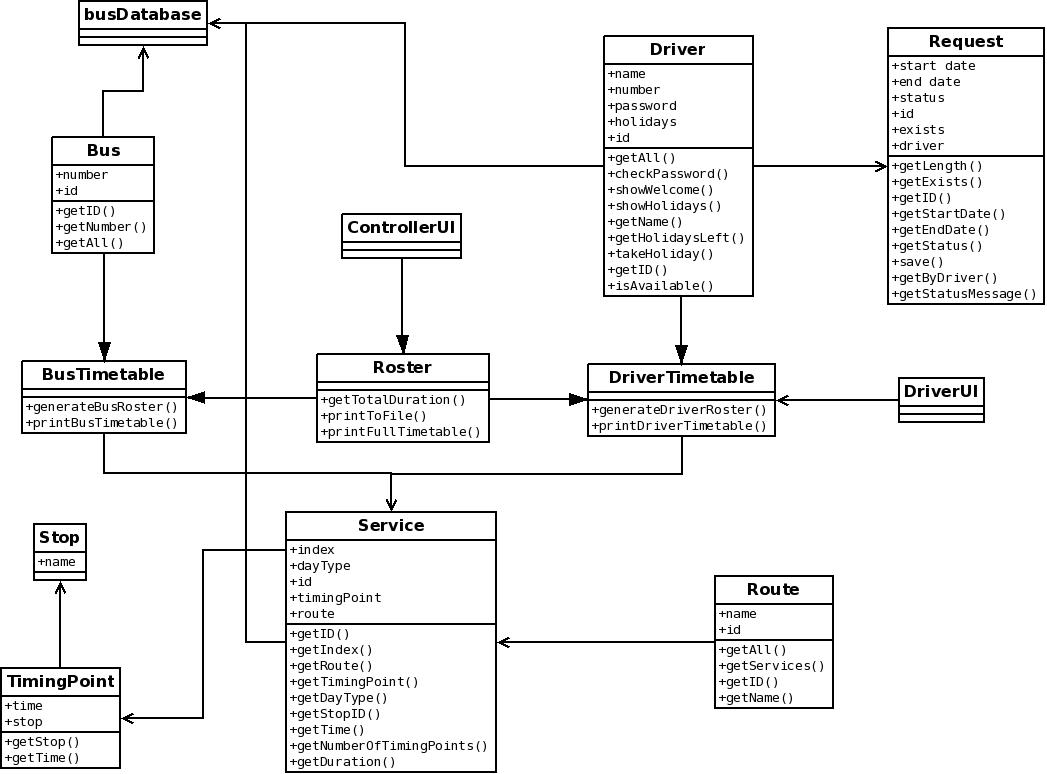 busDatabase
Driver
+name
+number
+password
+holidays
+id
+getAll()
+checkPassword()
+showWelcome()
+showHolidays()
+getName()
+getHolidaysLeft()
+takeHoliday()
+getID()
+isAvailable()
Request
+start date
+end date
+status
+id
+exists
+driver
+getLength()
+getExists()
+getID()
+getStartDate()
+getEndDate()
+getStatus()
+save()
+getByDriver()
+getStatusMessage()
Bus
+number
+id
+getID()
+getNumber()
+getAll()
ControllerUI
BusTimetable
+generateBusRoster()
+printBusTimetable()
Roster
+getTotalDuration()
+printToFile()
+printFullTimetable()
DriverTimetable
+generateDriverRoster()
+printDriverTimetable()
DriverUI
Stop
+name
Service
+index
+dayType
+id
+timingPoint
+route
+getID()
+getIndex()
+getRoute()
+getTimingPoint()
+getDayType()
+getStopID()
+getTime()
+getNumberOfTimingPoints()
+getDuration()
Route
+name
+id
+getAll()
+getServices()
+getID()
+getName()
TimingPoint
+time
+stop
+getStop()
+getTime()